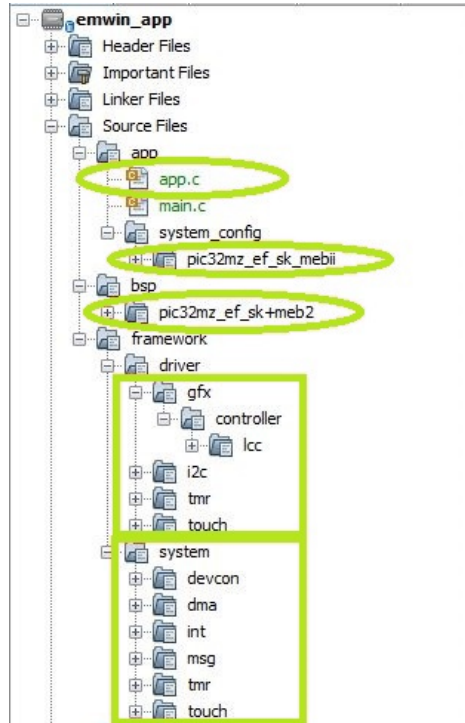 emwin_app
Header Files
Important Files
Linker Files
Source Files
app
app.c
main.c
system_config
pic32mz_ef_sk_mebii
bsp
pic32mz_ef_sk+meb2
framework
driver
gfx
controller
lcc
i2c
tmr
touch
system
devcon
dma
int
msg
tmr
touch